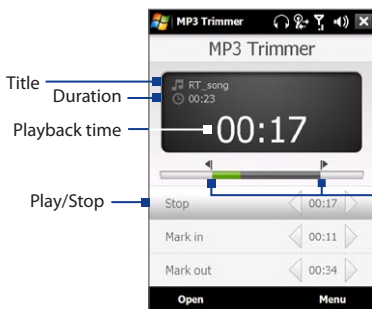 MP3 Trimmer
MP3 Trimmer
Title
RT_song
Duration
00:23
Playback time
00:17
Play/Stop
Stop
00:17
Mark in
00:11
Mark out
00:34
Open
Menu